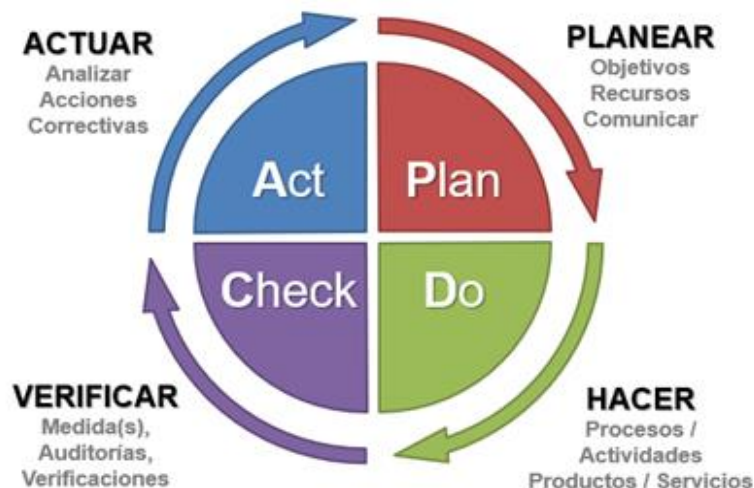 ACTUAR
Analizar
Acciones
Correctivas
PLANEAR
Objetivos
Recursos
Comunicar
Act
Plan
Check
Do
VERIFICAR
Medida(s),
Auditorías,
Verificaciones
HACER
Procesos /
Actividades
Productos / Servicios